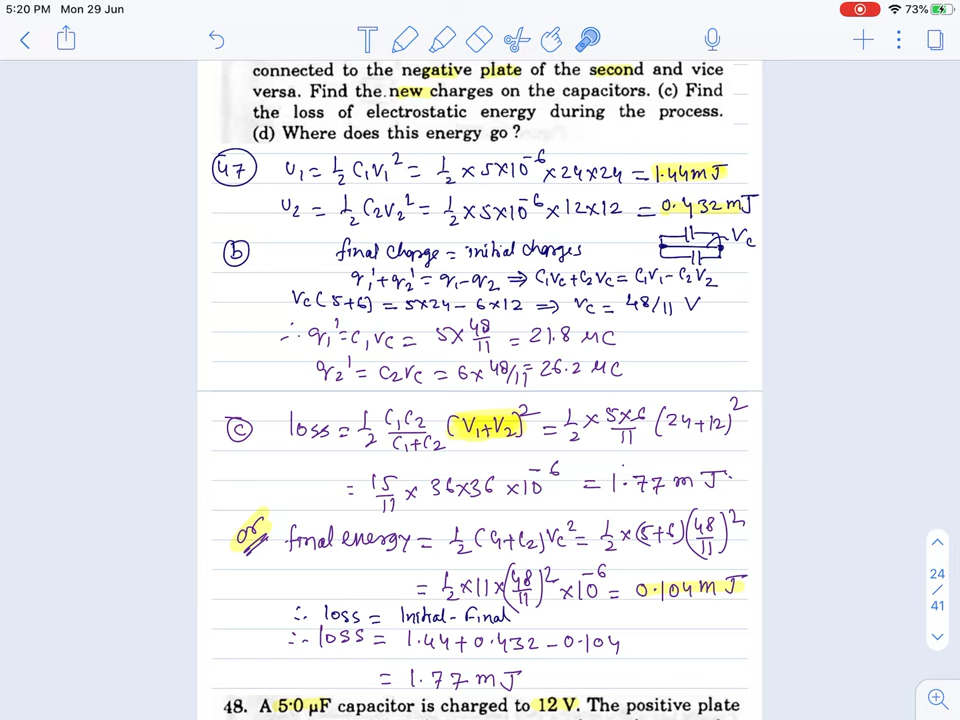 5:20 PM Mon 29 Jun
73%
connected to the negative plate of the second and vice
versa. Find the new charges on the capacitors. (c) Find
the loss of electrostatic energy during the process.
(d) Where does this energy go ?
47 U1 = 1/2 C1V1² = 1/2 × 5×10⁻⁶ × 24×24 = 1.44 mJ
U2 = 1/2 C2V2² = 1/2 × 5×10⁻⁶ × 12×12 = 0.432 mJ
Vc
b final charge = initial charges
q1' + q2' = q1 - q2 ⇒ C1Vc + C2Vc = C1V1 - C2V2
Vc (5+6) = 5×24 - 6×12 ⇒ Vc = 48/11 V
∴ q1' = C1Vc = 5 × 48/11 = 21.8 μC
q2' = C2Vc = 6 × 48/11 = 26.2 μC
c loss = 1/2 C1C2/(C1+C2) (V1+V2)² = 1/2 × 5×6/11 (24+12)²
= 15/11 × 36×36 × 10⁻⁶ = 1.77 mJ
or final energy = 1/2 (C1+C2) Vc² = 1/2 × (5+6) (48/11)²
= 1/2 × 11 × (48/11)² × 10⁻⁶ = 0.104 mJ
∴ loss = Initial - Final
∴ loss = 1.44 + 0.432 - 0.104
= 1.77 mJ
24
/
41
48. A 5·0 μF capacitor is charged to 12 V. The positive plate